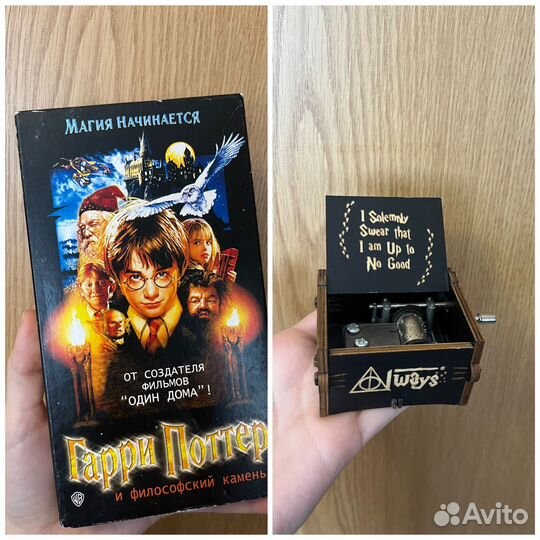 МАГИЯ НАЧИНАЕТСЯ
ОТ СОЗДАТЕЛЯ
ФИЛЬМОВ
"ОДИН ДОМА"!
Гарри Поттер
и философский камень
WB
I Solemnly
Swear that
I am Up to
No Good
Always
Avito